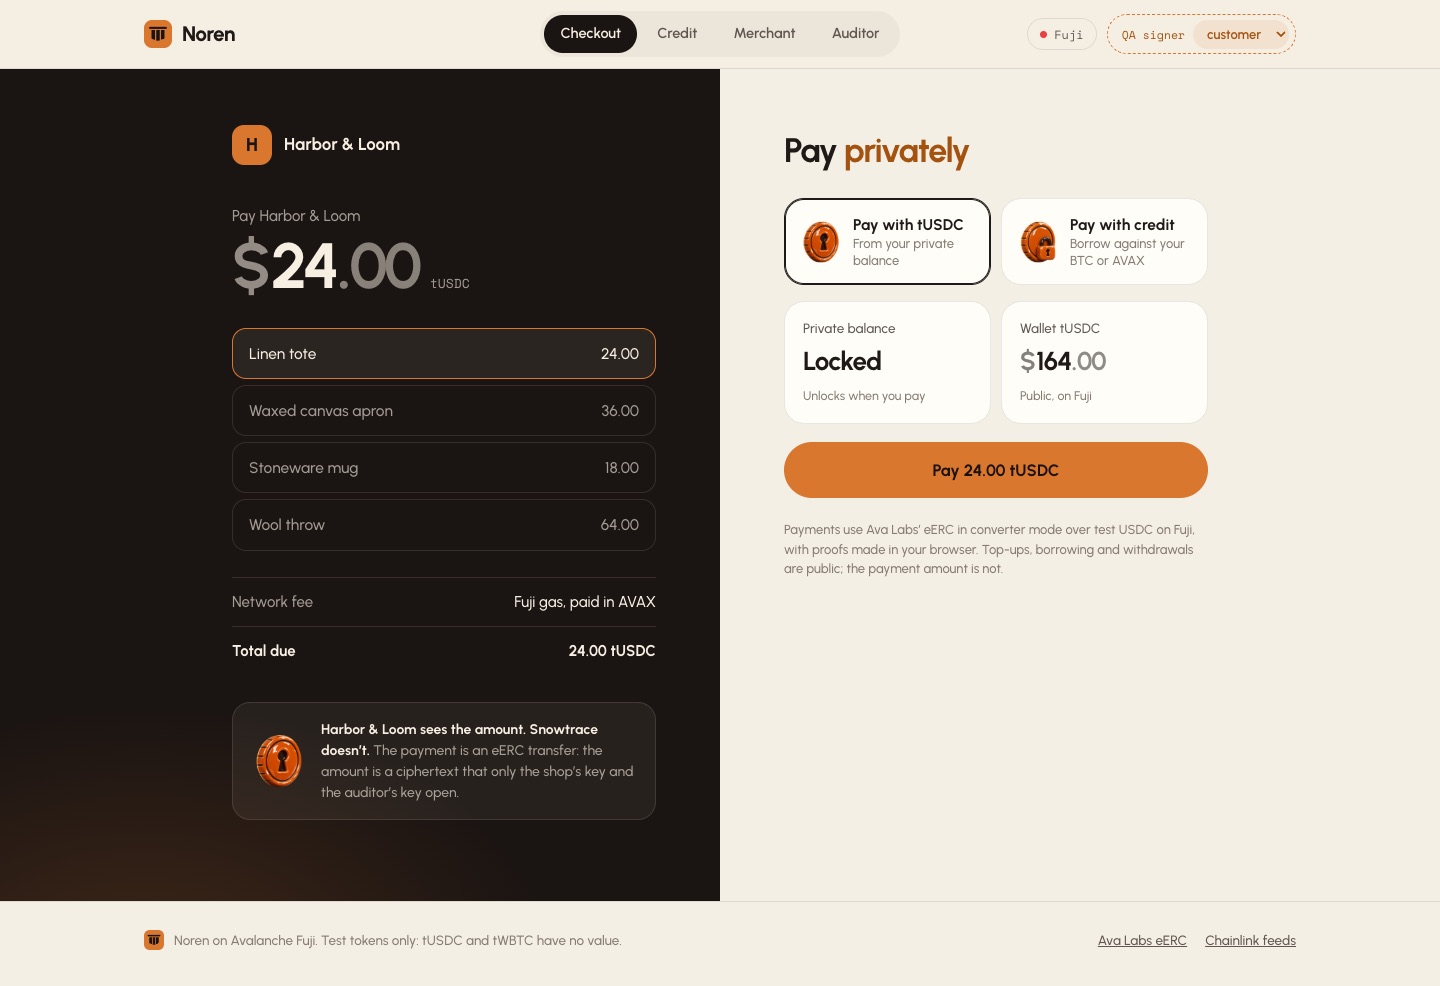 Noren
Checkout
Credit
Merchant
Auditor
Fuji
QA signer
customer
H
Harbor & Loom
Pay Harbor & Loom
$24.00 tUSDC
Linen tote 24.00
Waxed canvas apron 36.00
Stoneware mug 18.00
Wool throw 64.00
Network fee Fuji gas, paid in AVAX
Total due 24.00 tUSDC
Harbor & Loom sees the amount. Snowtrace
doesn't. The payment is an eERC transfer: the
amount is a ciphertext that only the shop's key and
the auditor's key open.
Pay privately
Pay with tUSDC
From your private
balance
Pay with credit
Borrow against your
BTC or AVAX
Private balance
Locked
Unlocks when you pay
Wallet tUSDC
$164.00
Public, on Fuji
Pay 24.00 tUSDC
Payments use Ava Labs' eERC in converter mode over test USDC on Fuji,
with proofs made in your browser. Top-ups, borrowing and withdrawals
are public; the payment amount is not.
Noren on Avalanche Fuji. Test tokens only: tUSDC and tWBTC have no value.
Ava Labs eERC
Chainlink feeds